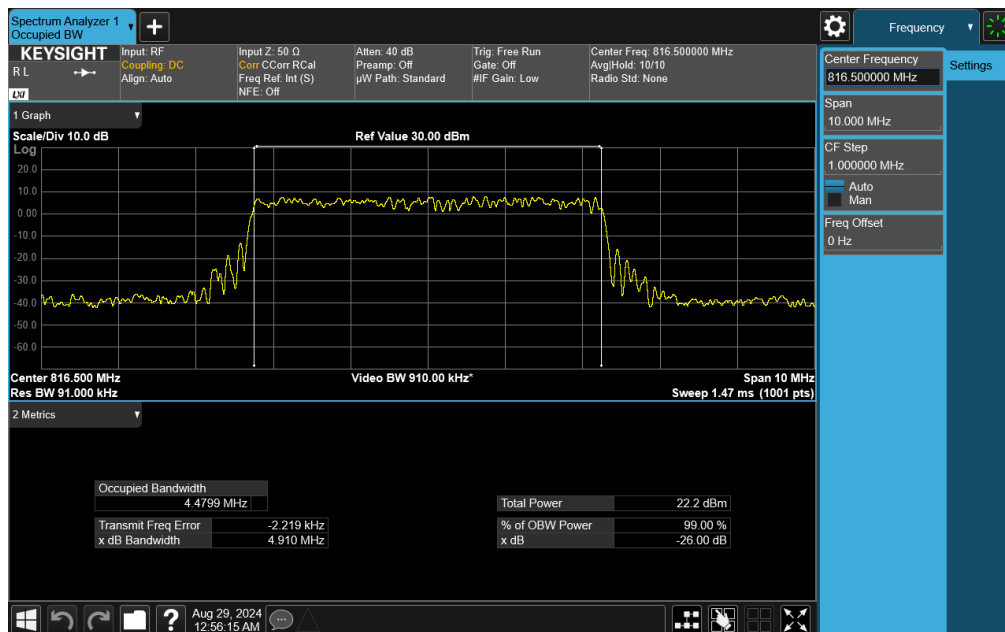 Spectrum Analyzer 1
Occupied BW
Frequency
KEYSIGHT
R L
LXI
Input: RF
Coupling: DC
Align: Auto
Input Z: 50 Ω
Corr CCorr RCal
Freq Ref: Int (S)
NFE: Off
Atten: 40 dB
Preamp: Off
µW Path: Standard
Trig: Free Run
Gate: Off
#IF Gain: Low
Center Freq: 816.500000 MHz
Avg|Hold: 10/10
Radio Std: None
Center Frequency
816.500000 MHz
Settings
Span
10.000 MHz
CF Step
1.000000 MHz
Auto
Man
Freq Offset
0 Hz
1 Graph
Scale/Div 10.0 dB
Ref Value 30.00 dBm
Log
20.0
10.0
0.00
-10.0
-20.0
-30.0
-40.0
-50.0
-60.0
Center 816.500 MHz
Video BW 910.00 kHz*
Span 10 MHz
Res BW 91.000 kHz
Sweep 1.47 ms (1001 pts)
2 Metrics
Occupied Bandwidth
4.4799 MHz
Total Power 22.2 dBm
Transmit Freq Error -2.219 kHz
% of OBW Power 99.00 %
x dB Bandwidth 4.910 MHz
x dB -26.00 dB
?
Aug 29, 2024
12:56:15 AM